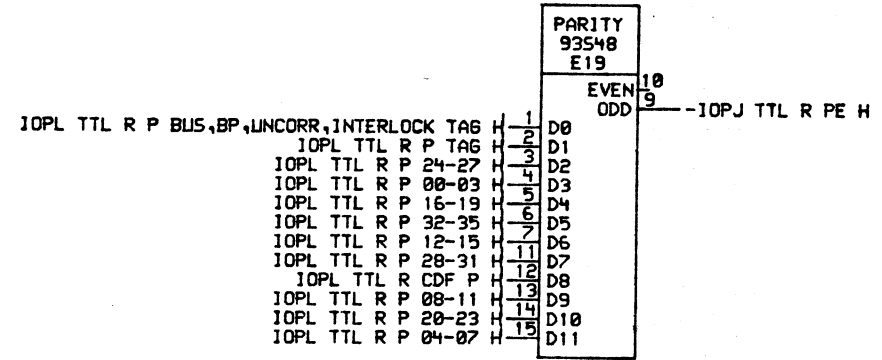 PARITY
93S48
E19
EVEN 10
ODD 9 -IOPJ TTL R PE H
IOPL TTL R P BUS,BP,UNCORR,INTERLOCK TAG H 1 D0
IOPL TTL R P TAG H 2 D1
IOPL TTL R P 24-27 H 3 D2
IOPL TTL R P 00-03 H 4 D3
IOPL TTL R P 16-19 H 5 D4
IOPL TTL R P 32-35 H 6 D5
IOPL TTL R P 12-15 H 7 D6
IOPL TTL R P 28-31 H 11 D7
IOPL TTL R CDF P H 12 D8
IOPL TTL R P 08-11 H 13 D9
IOPL TTL R P 20-23 H 14 D10
IOPL TTL R P 04-07 H 15 D11